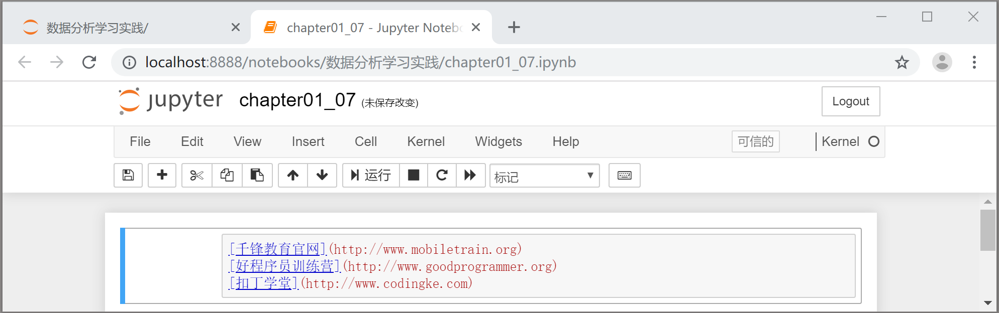 数据分析学习实践/
chapter01_07 - Jupyter Notebo
localhost:8888/notebooks/数据分析学习实践/chapter01_07.ipynb
jupyter chapter01_07 (未保存改变)
Logout
File Edit View Insert Cell Kernel Widgets Help 可信的 Kernel
运行 标记
[千锋教育官网](http://www.mobiletrain.org)
[好程序员训练营](http://www.goodprogrammer.org)
[扣丁学堂](http://www.codingke.com)